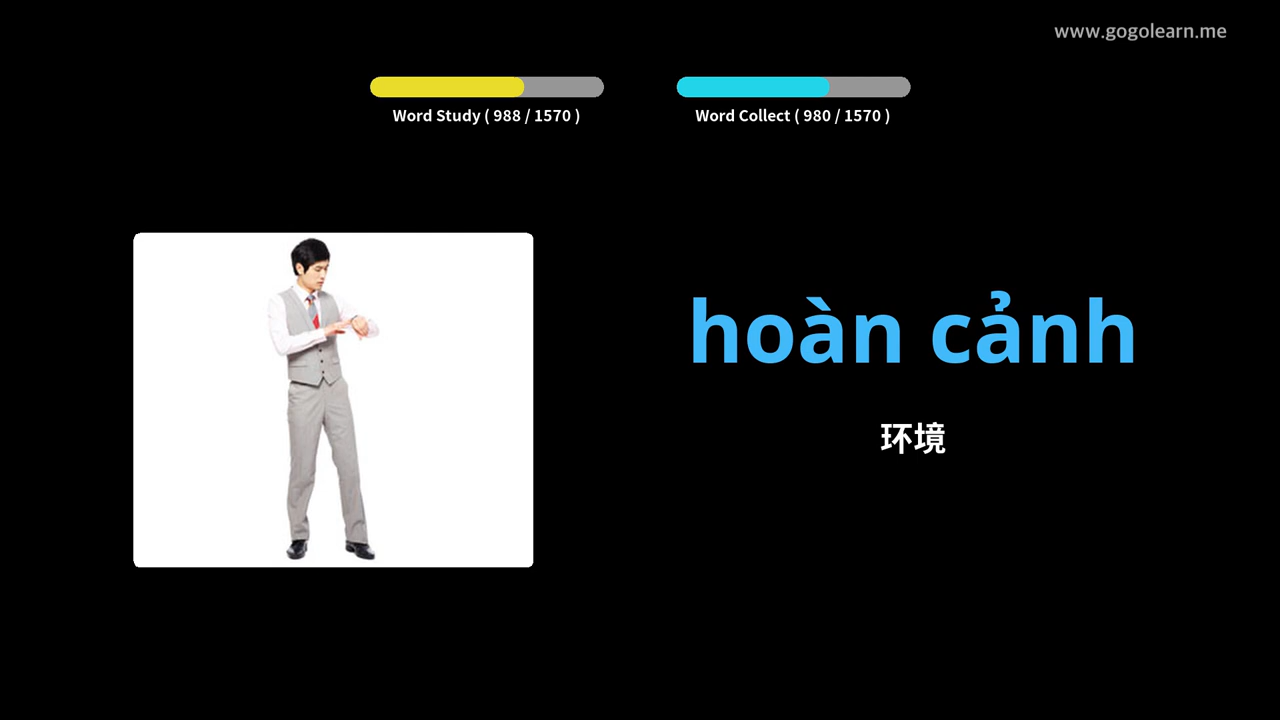 www.gogolearn.me
Word Study ( 988 / 1570 )
Word Collect ( 980 / 1570 )
hoàn cảnh
环境